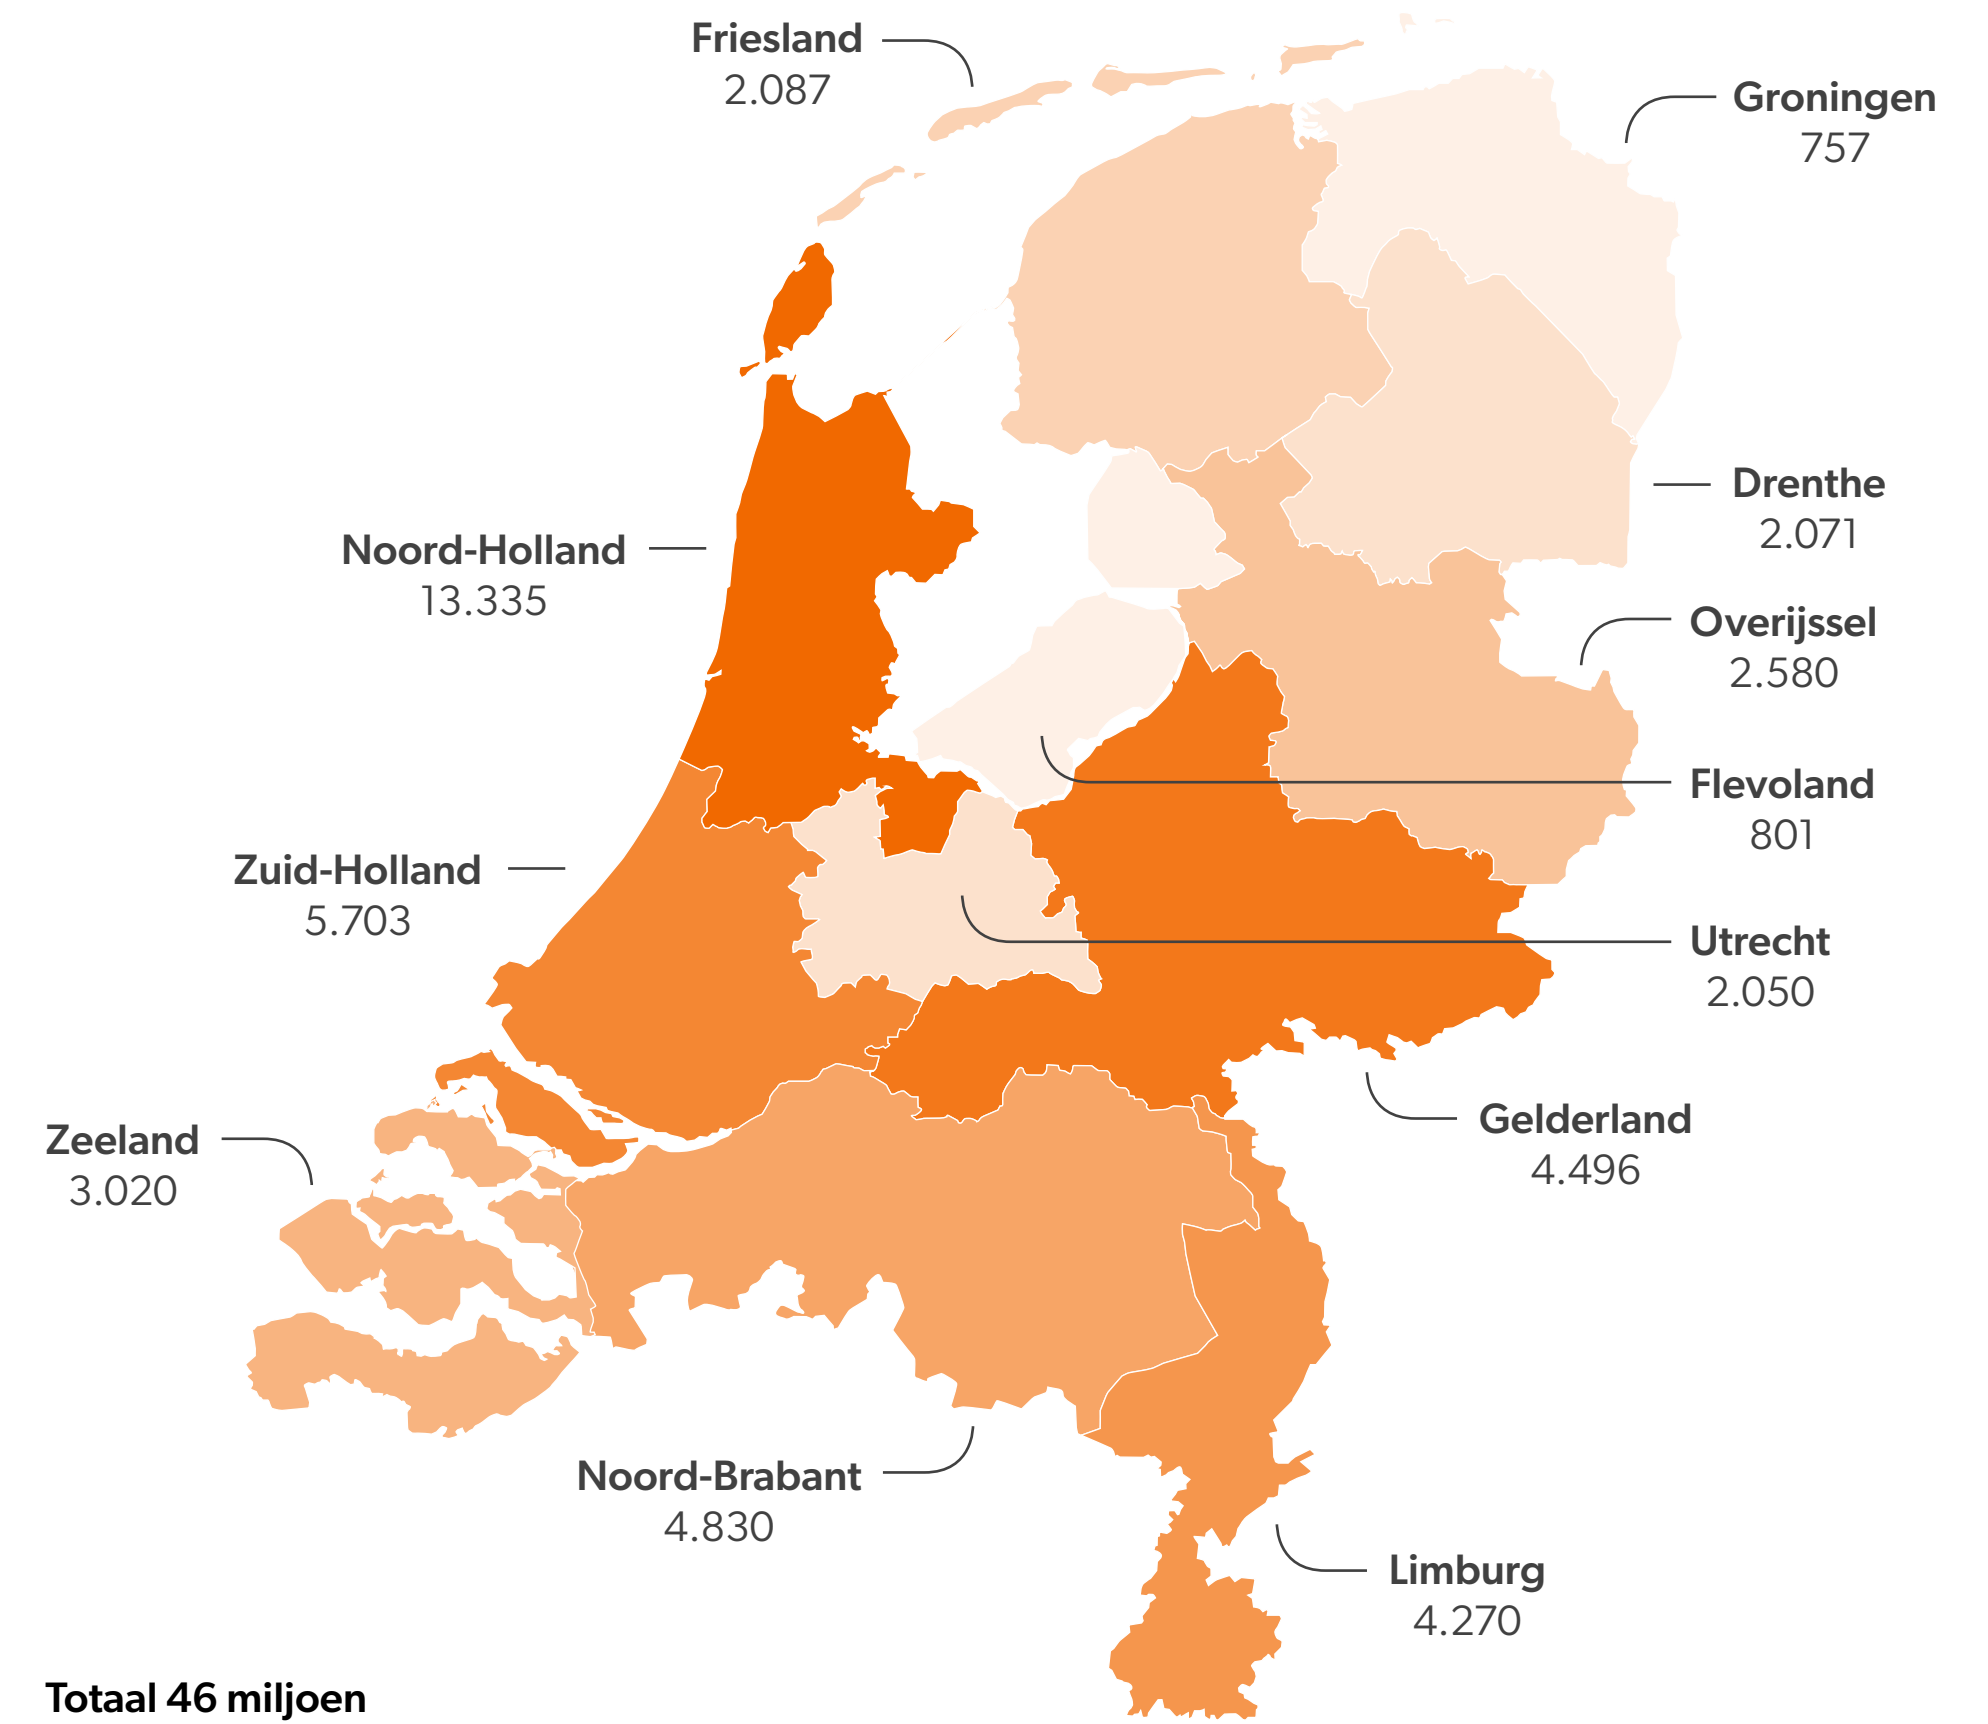 Friesland
2.087
Groningen
757
Drenthe
2.071
Noord-Holland
13.335
Overijssel
2.580
Flevoland
801
Zuid-Holland
5.703
Utrecht
2.050
Gelderland
4.496
Zeeland
3.020
Noord-Brabant
4.830
Limburg
4.270
Totaal 46 miljoen